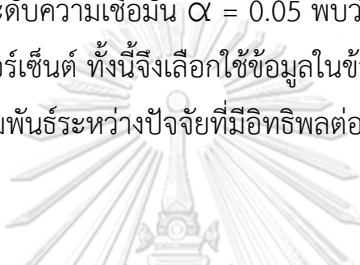 ะดับความเชื่อมั่น α = 0.05 พบว่
อร์เซ็นต์ ทั้งนี้จึงเลือกใช้ข้อมูลในข้
มพันธ์ระหว่างปัจจัยที่มีอิทธิพลต่อ